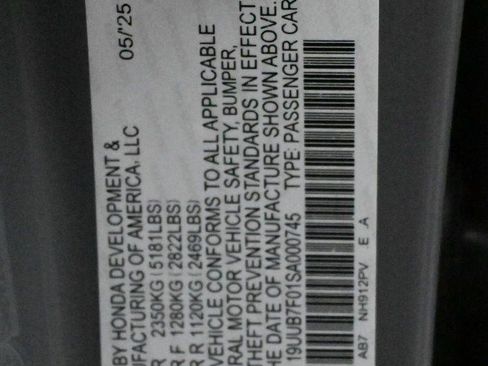 05/'25
BY HONDA DEVELOPMENT &
UFACTURING OF AMERICA, LLC
R 2350KG(5181LBS)
R F 1280KG(2822LBS)
R R 1120KG(2469LBS)
VEHICLE CONFORMS TO ALL APPLICABLE
RAL MOTOR VEHICLE SAFETY, BUMPER,
THEFT PREVENTION STANDARDS IN EFFECT
HE DATE OF MANUFACTURE SHOWN ABOVE.
19UUB7F01SA000745 TYPE: PASSENGER CAR
AB7 NH912PV E A